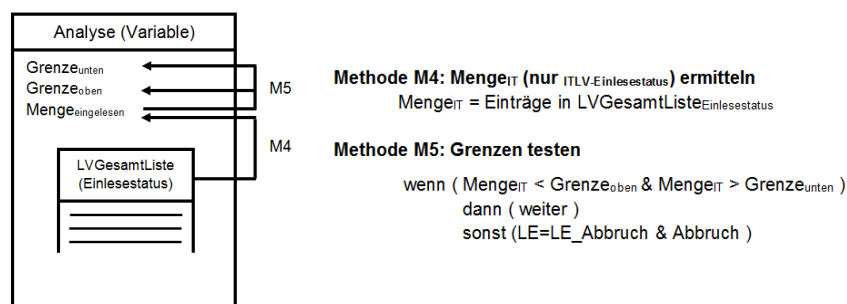 Analyse (Variable)
Grenzeunten
Grenzeoben
Mengeeingelesen
M5
M4
LVGesamtListe
(Einlesestatus)
Methode M4: MengeIT (nur ITLV-Einlesestatus) ermitteln
MengeIT = Einträge in LVGesamtListeEinlesestatus
Methode M5: Grenzen testen
wenn ( MengeIT < Grenzeoben & MengeIT > Grenzeunten )
dann ( weiter )
sonst (LE=LE_Abbruch & Abbruch )